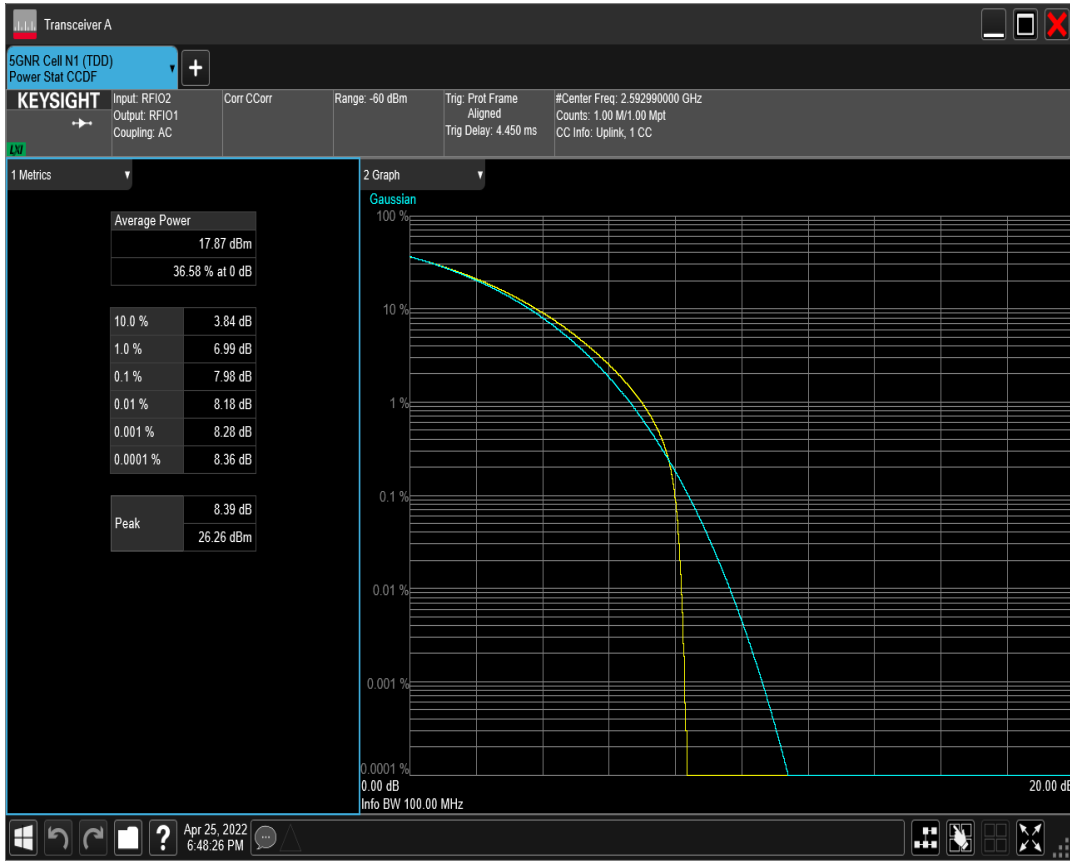 Transceiver A
5GNR Cell N1 (TDD)
Power Stat CCDF
+
KEYSIGHT
LXI
Input: RFIO2
Output: RFIO1
Coupling: AC
Corr CCorr
Range: -60 dBm
Trig: Prot Frame
Aligned
Trig Delay: 4.450 ms
#Center Freq: 2.592990000 GHz
Counts: 1.00 M/1.00 Mpt
CC Info: Uplink, 1 CC
1 Metrics
Average Power
17.87 dBm
36.58 % at 0 dB
10.0 % 3.84 dB
1.0 % 6.99 dB
0.1 % 7.98 dB
0.01 % 8.18 dB
0.001 % 8.28 dB
0.0001 % 8.36 dB
Peak
8.39 dB
26.26 dBm
2 Graph
Gaussian
100 %
10 %
1 %
0.1 %
0.01 %
0.001 %
0.0001 %
0.00 dB 20.00 dB
Info BW 100.00 MHz
?
Apr 25, 2022
6:48:26 PM